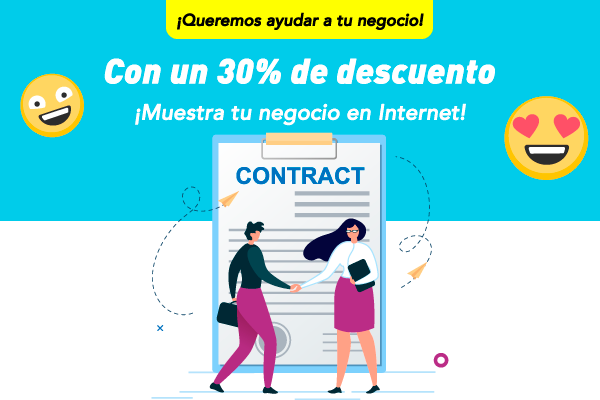 ¡Queremos ayudar a tu negocio!
Con un 30% de descuento
¡Muestra tu negocio en Internet!
CONTRACT